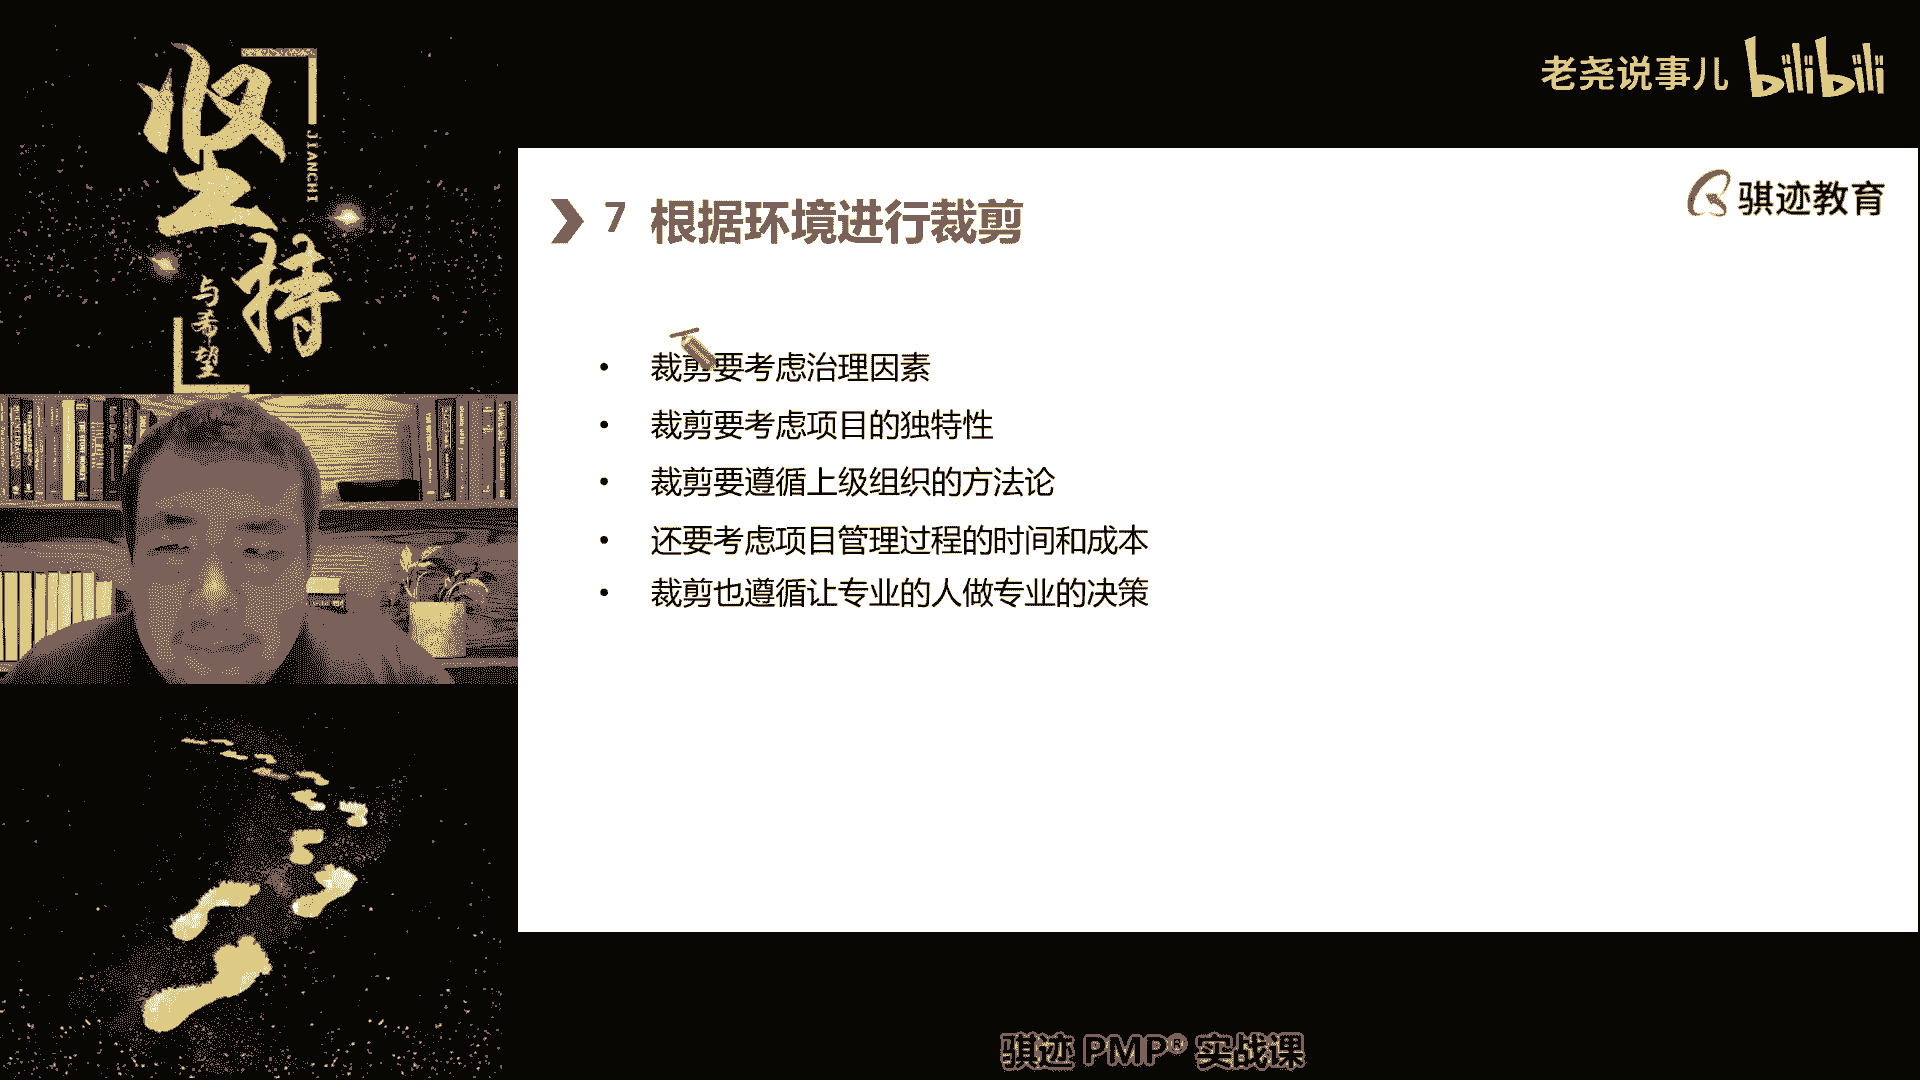 坚持
JIANCHI
与希望
老尧说事儿 bilibili
骐迹教育
7 根据环境进行裁剪
• 裁剪要考虑治理因素
• 裁剪要考虑项目的独特性
• 裁剪要遵循上级组织的方法论
• 还要考虑项目管理过程的时间和成本
• 裁剪也遵循让专业的人做专业的决策
骐迹 PMP® 实战课